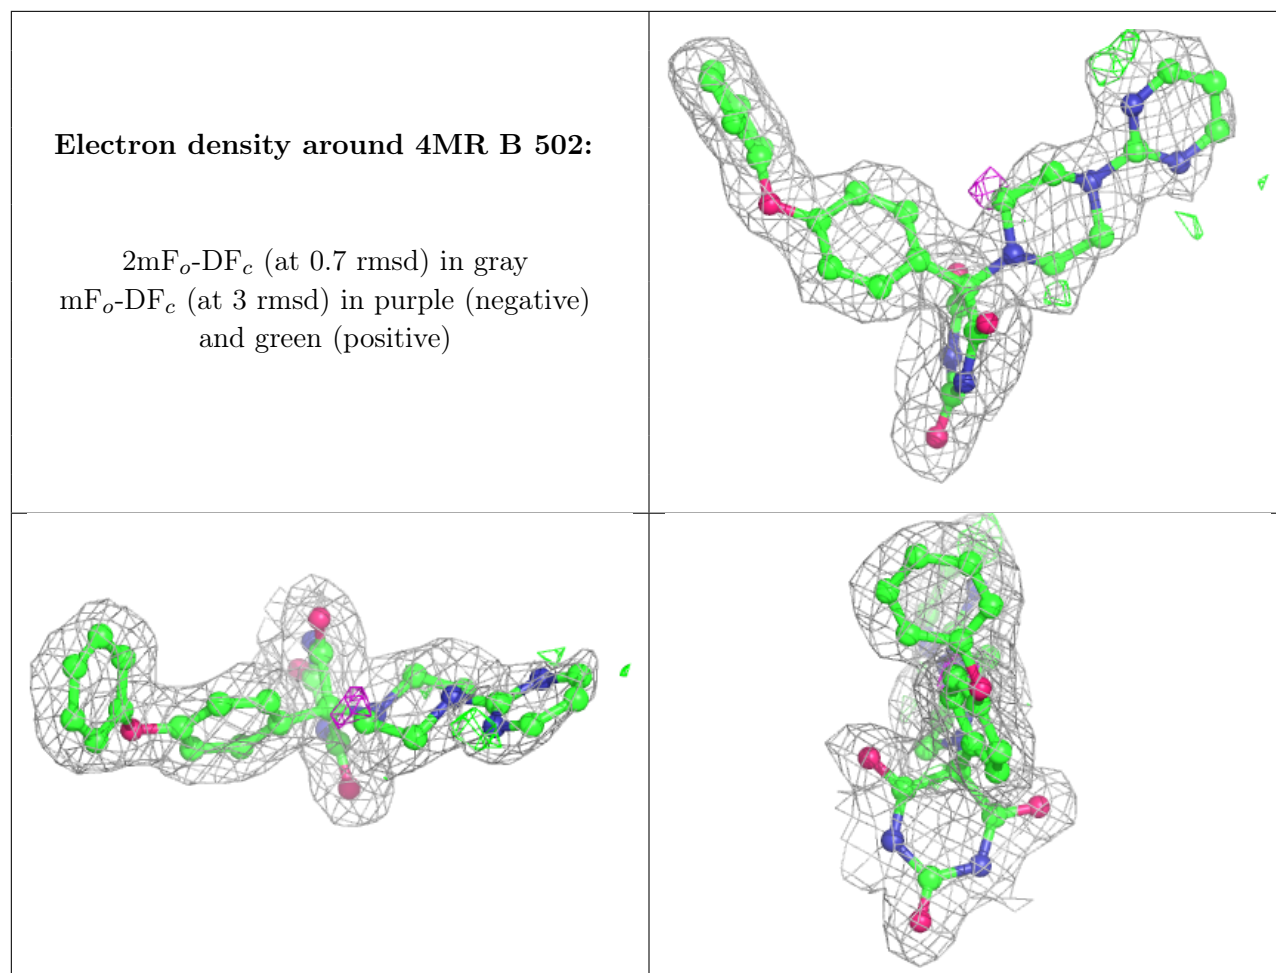 Electron density around 4MR B 502:
2mFₒ-DF𝒸 (at 0.7 rmsd) in gray
mFₒ-DF𝒸 (at 3 rmsd) in purple (negative)
and green (positive)